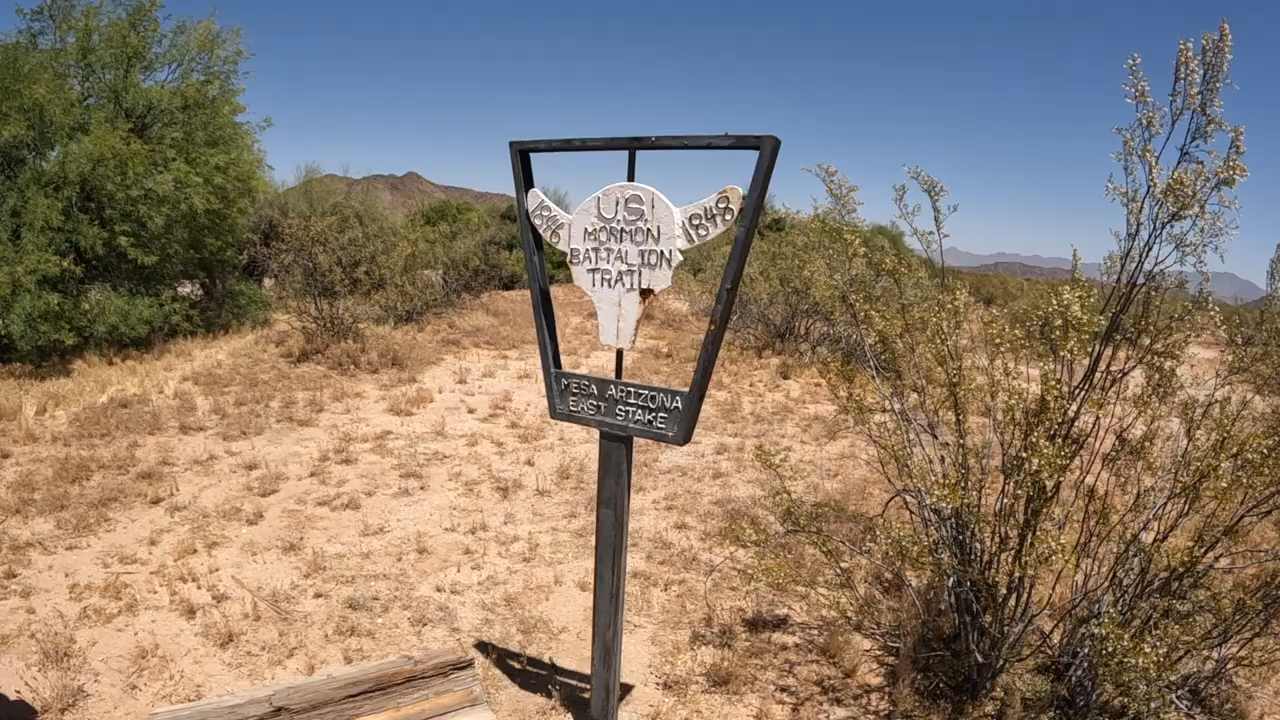 1846
U.S.
MORMON
BATTALION
TRAIL
1848
MESA ARIZONA
EAST STAKE